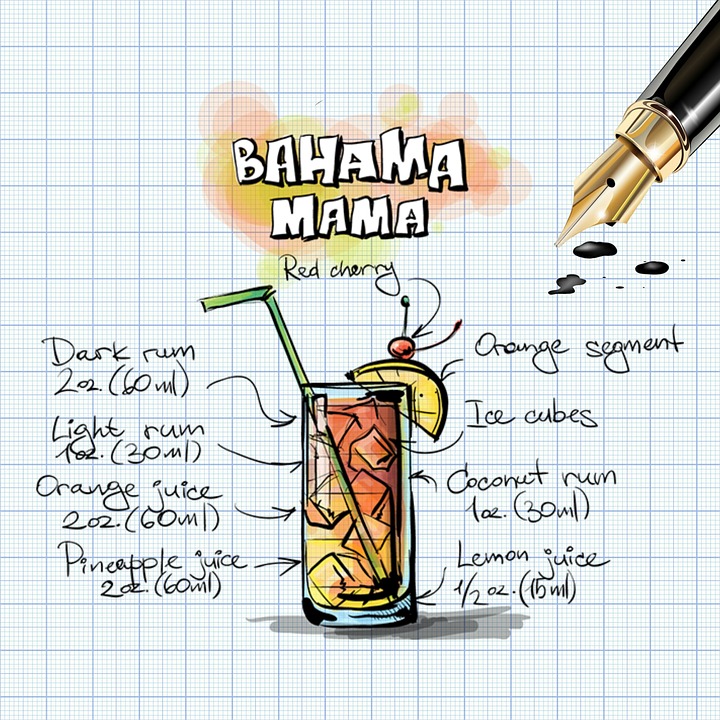 BAHAMA
MAMA
Red cherry
Dark rum
2oz. (60ml)
Light rum
1oz. (30ml)
Orange juice
2oz. (60ml)
Pineapple juice
2oz. (60ml)
Orange segment
Ice cubes
Coconut rum
1oz. (30ml)
Lemon juice
1/2 oz. (15ml)